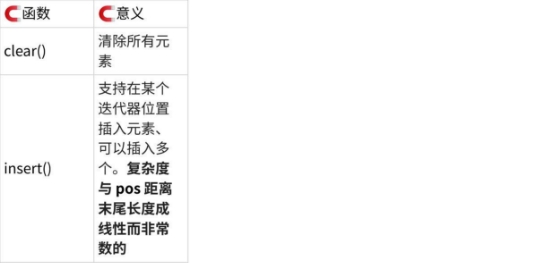 函数
意义
clear()
清除所有元
素
insert()
支持在某个
迭代器位置
插入元素、
可以插入多
个。复杂度
与 pos 距离
末尾长度成
线性而非常
数的